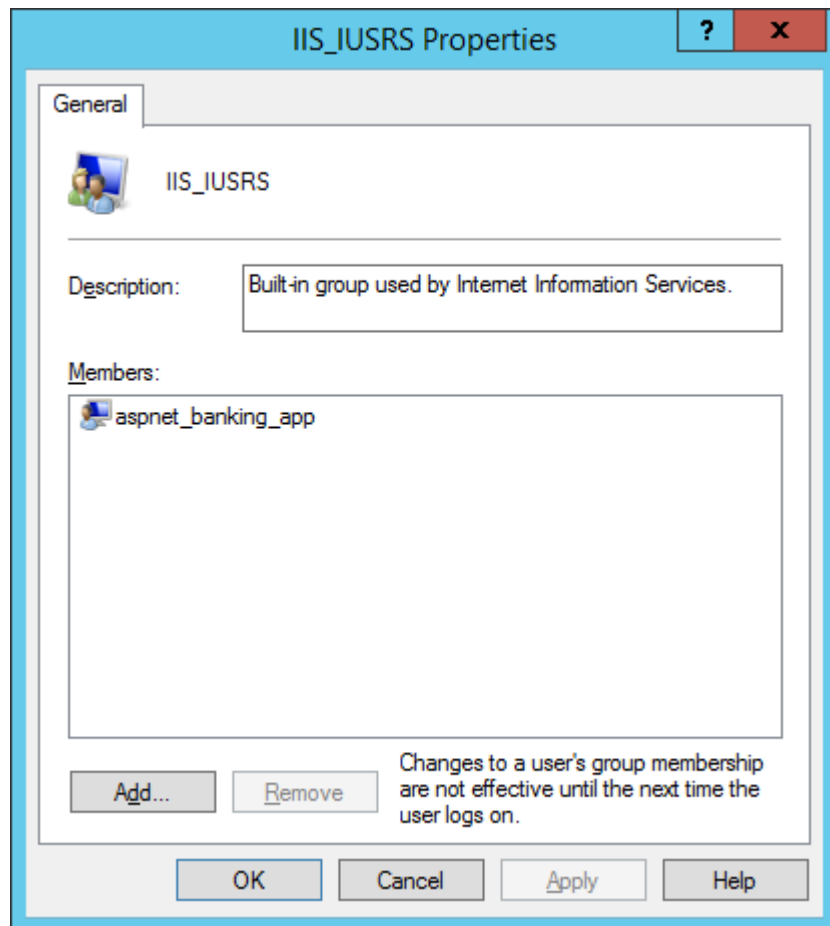 IIS_IUSRS Properties
?
x
General
IIS_IUSRS
Description:
Built-in group used by Internet Information Services.
Members:
aspnet_banking_app
Add...
Remove
Changes to a user's group membership
are not effective until the next time the
user logs on.
OK
Cancel
Apply
Help